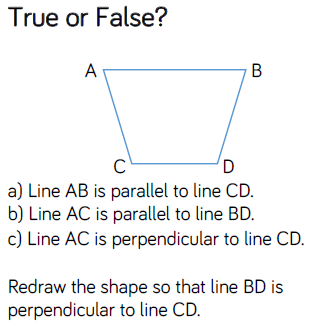 True or False?
A B
C D
a) Line AB is parallel to line CD.
b) Line AC is parallel to line BD.
c) Line AC is perpendicular to line CD.
Redraw the shape so that line BD is
perpendicular to line CD.